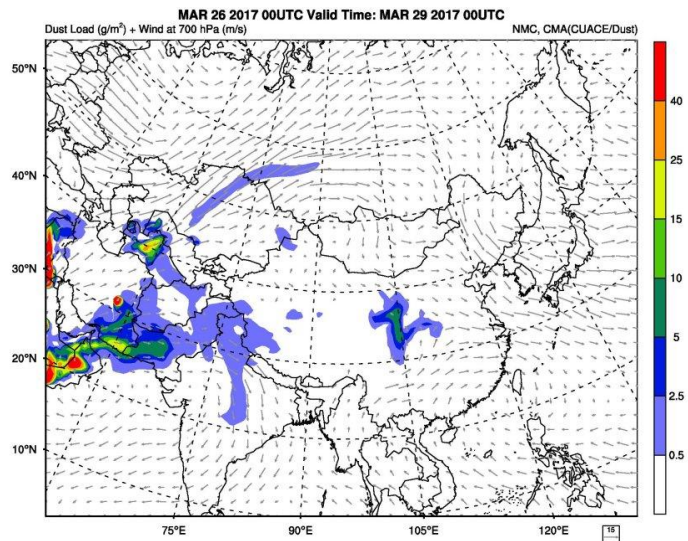 MAR 26 2017 00UTC Valid Time: MAR 29 2017 00UTC
Dust Load (g/m²) + Wind at 700 hPa (m/s) NMC, CMA(CUACE/Dust)
50°N
40°N
30°N
20°N
10°N
75°E 90°E 105°E 120°E
40
25
15
10
5
2.5
0.5
15